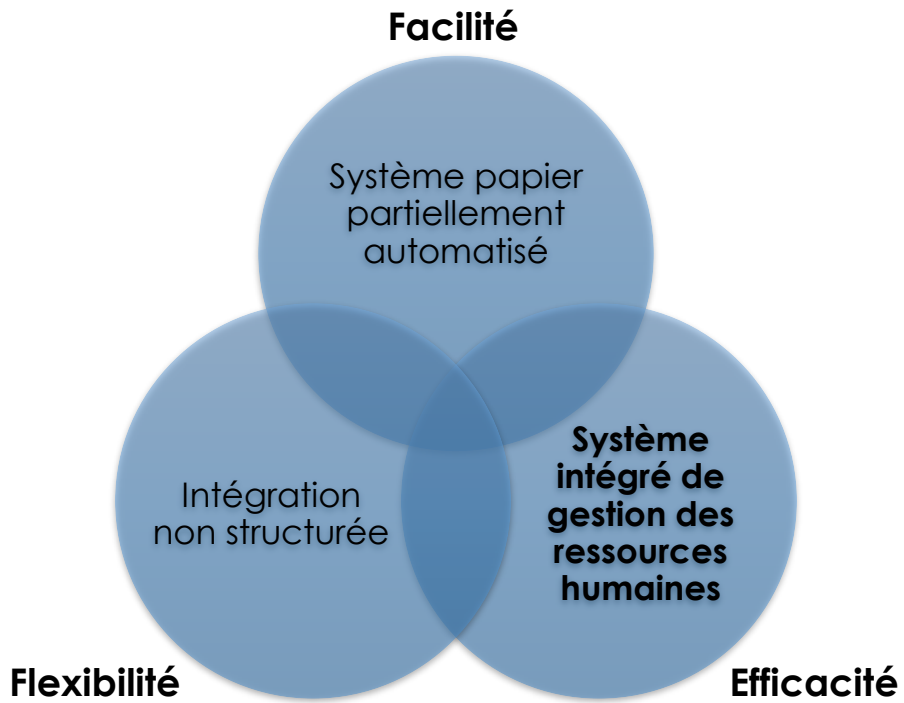 Facilité
Système papier
partiellement
automatisé
Intégration
non structurée
Système
intégré de
gestion des
ressources
humaines
Flexibilité
Efficacité